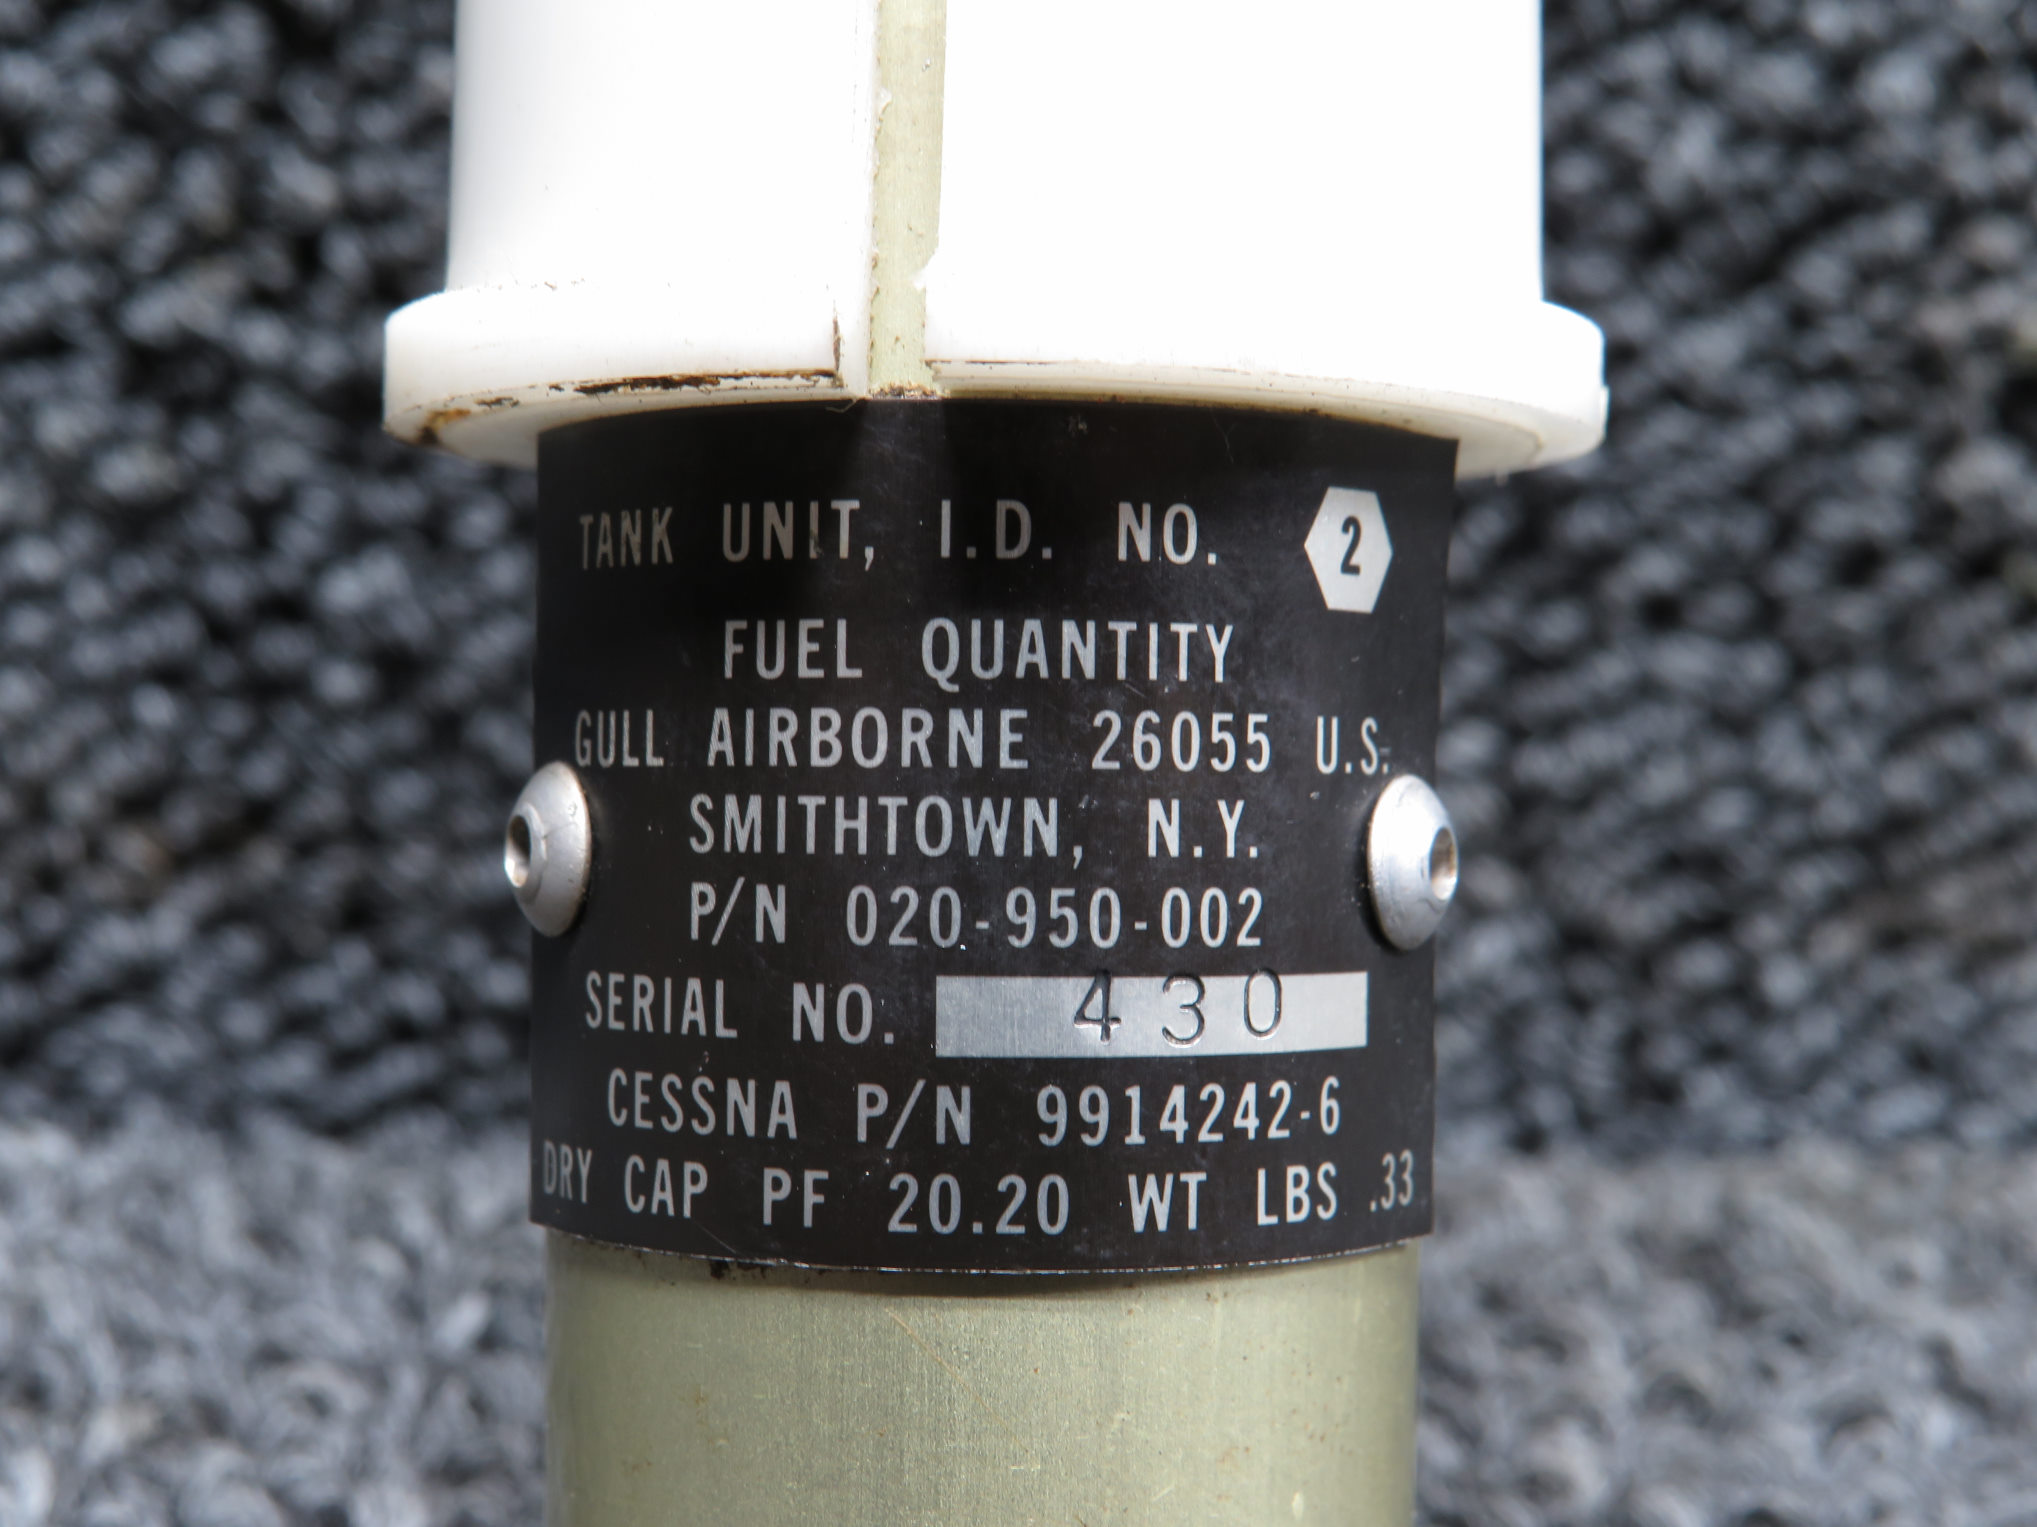 TANK UNIT, I.D. NO. 2
FUEL QUANTITY
GULL AIRBORNE 26055 U.S.
SMITHTOWN, N.Y.
P/N 020-950-002
SERIAL NO. 430
CESSNA P/N 9914242-6
DRY CAP PF 20.20 WT LBS .33